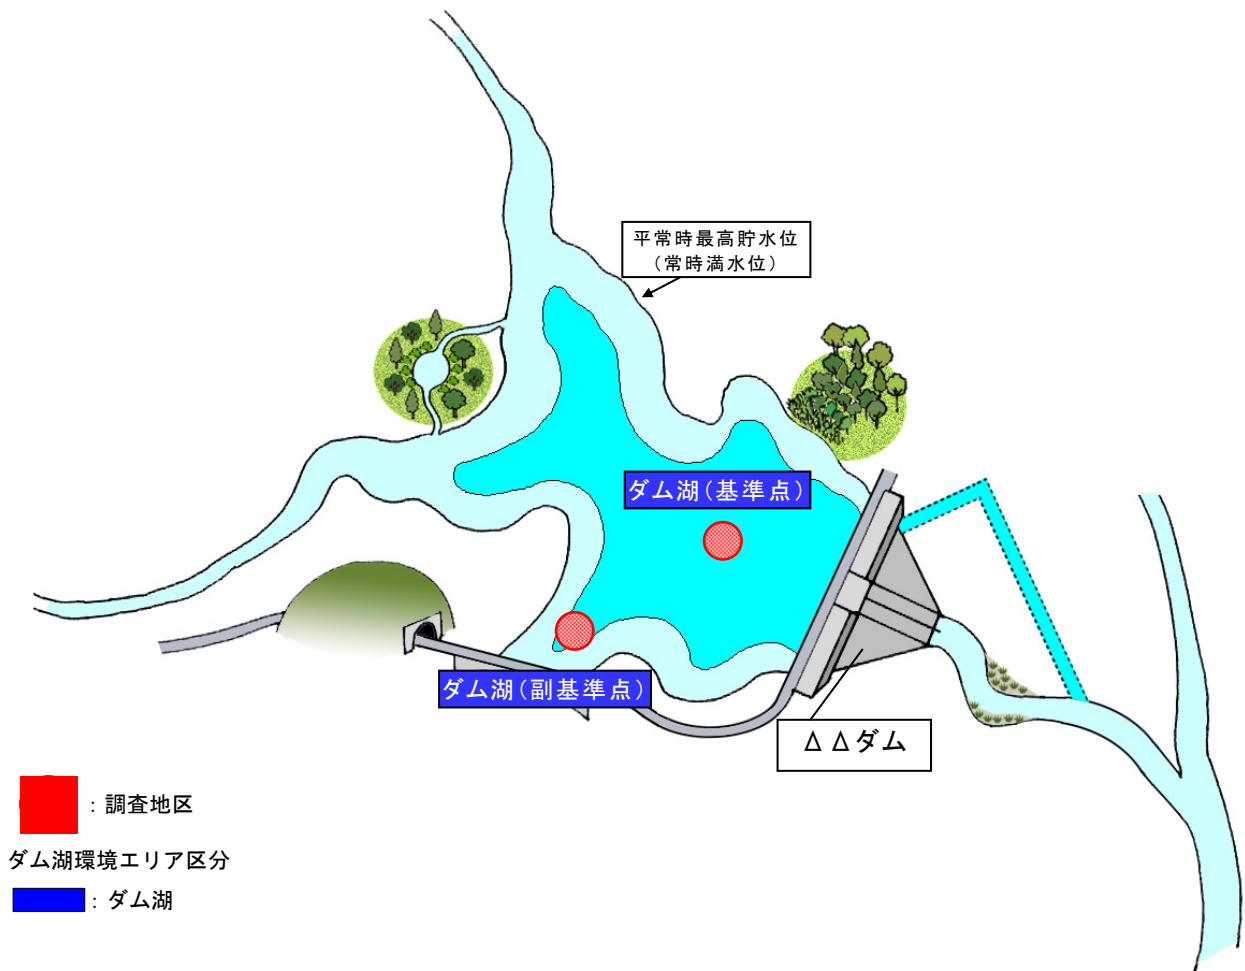 平常時最高貯水位
（常時満水位）
ダム湖(基準点)
ダム湖(副基準点)
ΔΔダム
：調査地区
ダム湖環境エリア区分
：ダム湖